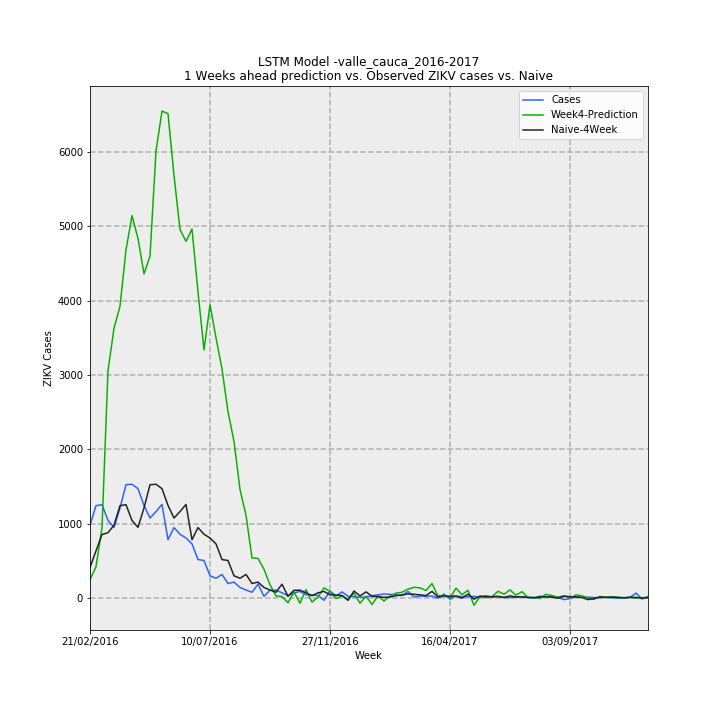 LSTM Model -valle_cauca_2016-2017
1 Weeks ahead prediction vs. Observed ZIKV cases vs. Naive
Cases
Week4-Prediction
Naive-4Week
6000
5000
4000
3000
2000
1000
0
ZIKV Cases
21/02/2016
10/07/2016
27/11/2016
16/04/2017
03/09/2017
Week